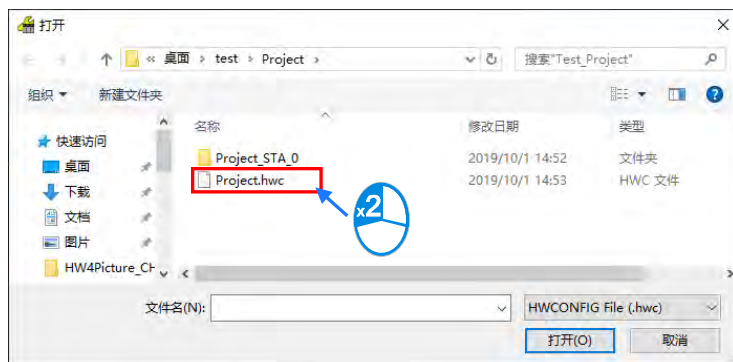 打开
« 桌面 › test › Project ›
搜索"Test_Project"
组织 新建文件夹
名称 修改日期 类型
快速访问
桌面
下载
文档
图片
HW4Picture_CH
Project_STA_0 2019/10/1 14:52 文件夹
Project.hwc 2019/10/1 14:53 HWC 文件
x2
文件名(N): HWCONFIG File (.hwc)
打开(O) 取消